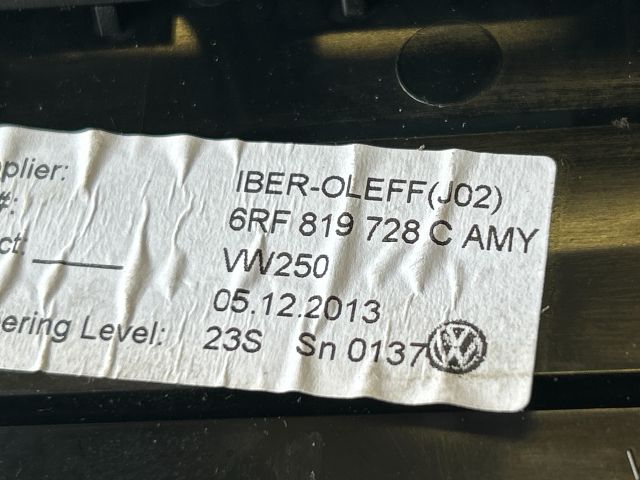 plier: IBER-OLEFF(J02)
#: 6RF 819 728 C AMY
ct: VW250
05.12.2013
ering Level: 23S Sn 0137